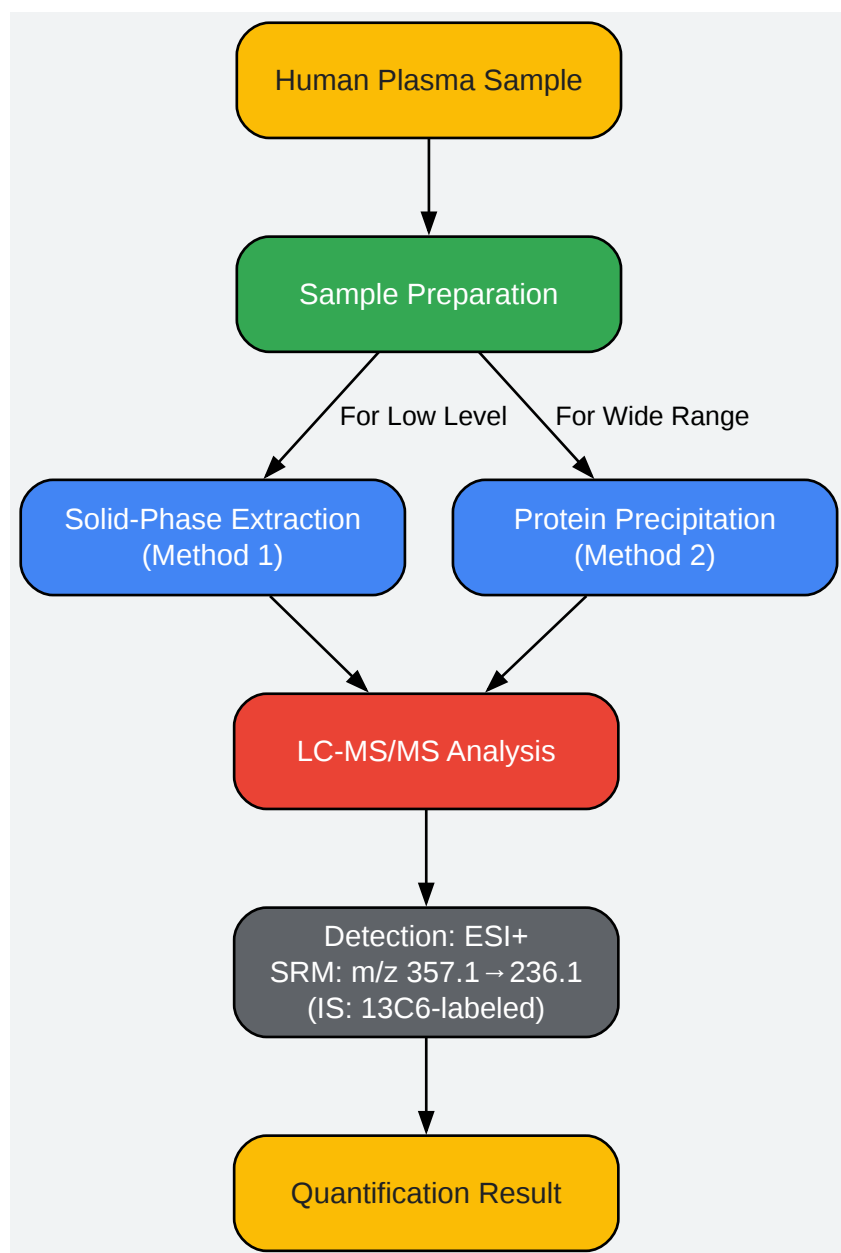 Human Plasma Sample
Sample Preparation
For Low Level
For Wide Range
Solid-Phase Extraction
(Method 1)
Protein Precipitation
(Method 2)
LC-MS/MS Analysis
Detection: ESI+
SRM: m/z 357.1→236.1
(IS: 13C6-labeled)
Quantification Result